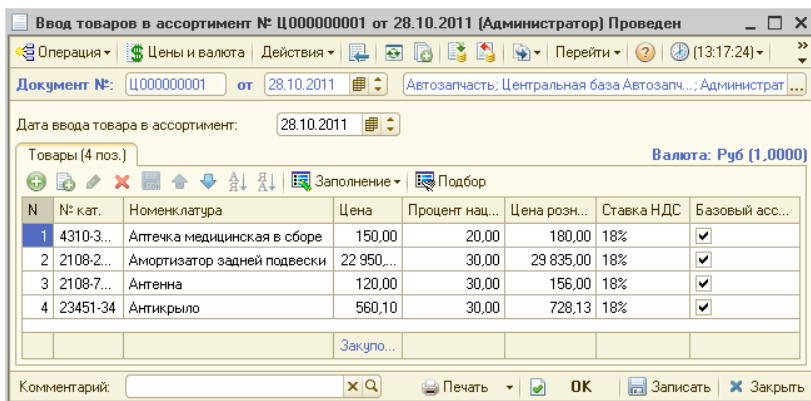 Ввод товаров в ассортимент № Ц000000001 от 28.10.2011 (Администратор) Проведен
Операция Цены и валюта Действия Перейти (13:17:24)
Документ №: Ц000000001 от 28.10.2011 (Автозапчасть; Центральная база Автозапч...; Администрат ...
Дата ввода товара в ассортимент: 28.10.2011
Товары (4 поз.) Валюта: Руб (1,0000)
Заполнение Подбор
N № кат. Номенклатура Цена Процент нац... Цена розн... Ставка НДС Базовый асс...
1 4310-3... Аптечка медицинская в сборе 150,00 20,00 180,00 18%
2 2108-2... Амортизатор задней подвески 22 950,... 30,00 29 835,00 18%
3 2108-7... Антенна 120,00 30,00 156,00 18%
4 23451-34 Антикрыло 560,10 30,00 728,13 18%
Закупо...
Комментарий: Печать OK Записать Закрыть